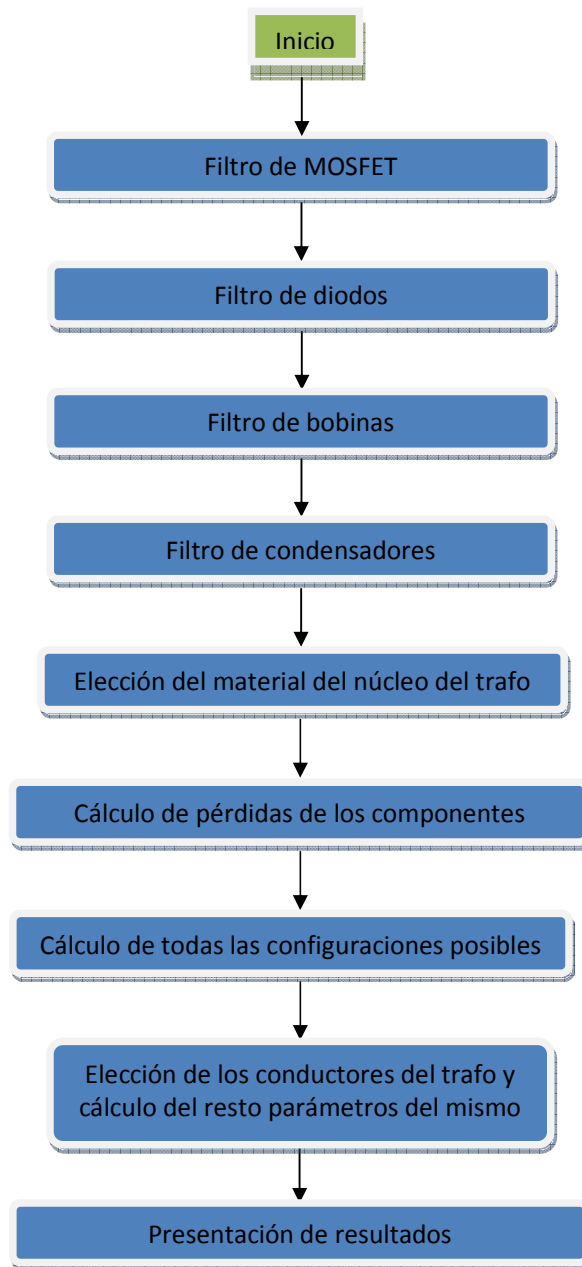 Inicio
Filtro de MOSFET
Filtro de diodos
Filtro de bobinas
Filtro de condensadores
Elección del material del núcleo del trafo
Cálculo de pérdidas de los componentes
Cálculo de todas las configuraciones posibles
Elección de los conductores del trafo y
cálculo del resto parámetros del mismo
Presentación de resultados